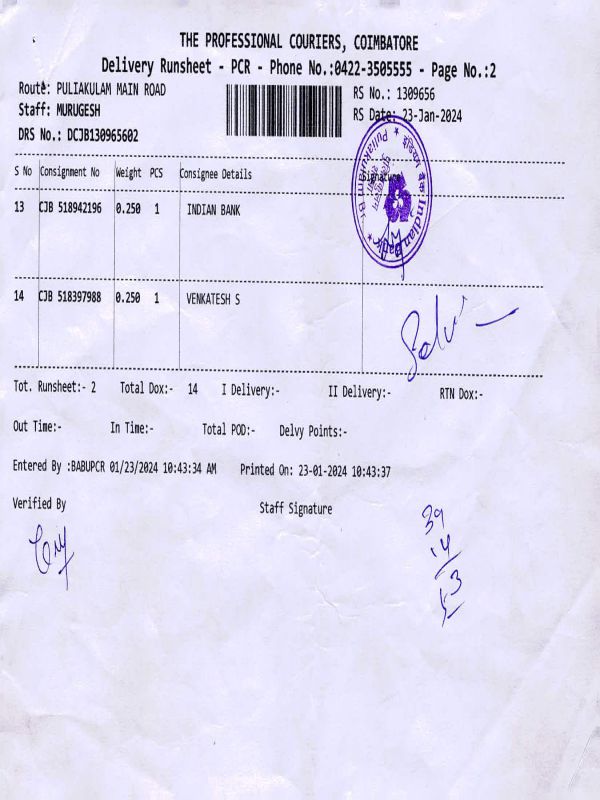 THE PROFESSIONAL COURIERS, COIMBATORE
Delivery Runsheet - PCR - Phone No.:0422-3505555 - Page No.:2
Route: PULIAKULAM MAIN ROAD RS No.: 1309656
Staff: MURUGESH RS Date: 23-Jan-2024
DRS No.: DCJB130965602
S No Consignment No Weight PCS Consignee Details Signature
13 CJB 518942196 0.250 1 INDIAN BANK
Indian Bank
Puliakulam Br.
14 CJB 518397988 0.250 1 VENKATESH S
Tot. Runsheet:- 2 Total Dox:- 14 I Delivery:- II Delivery:- RTN Dox:-
Out Time:- In Time:- Total POD:- Delvy Points:-
Entered By :BABUPCR 01/23/2024 10:43:34 AM Printed On: 23-01-2024 10:43:37
Verified By Staff Signature
39
14
53